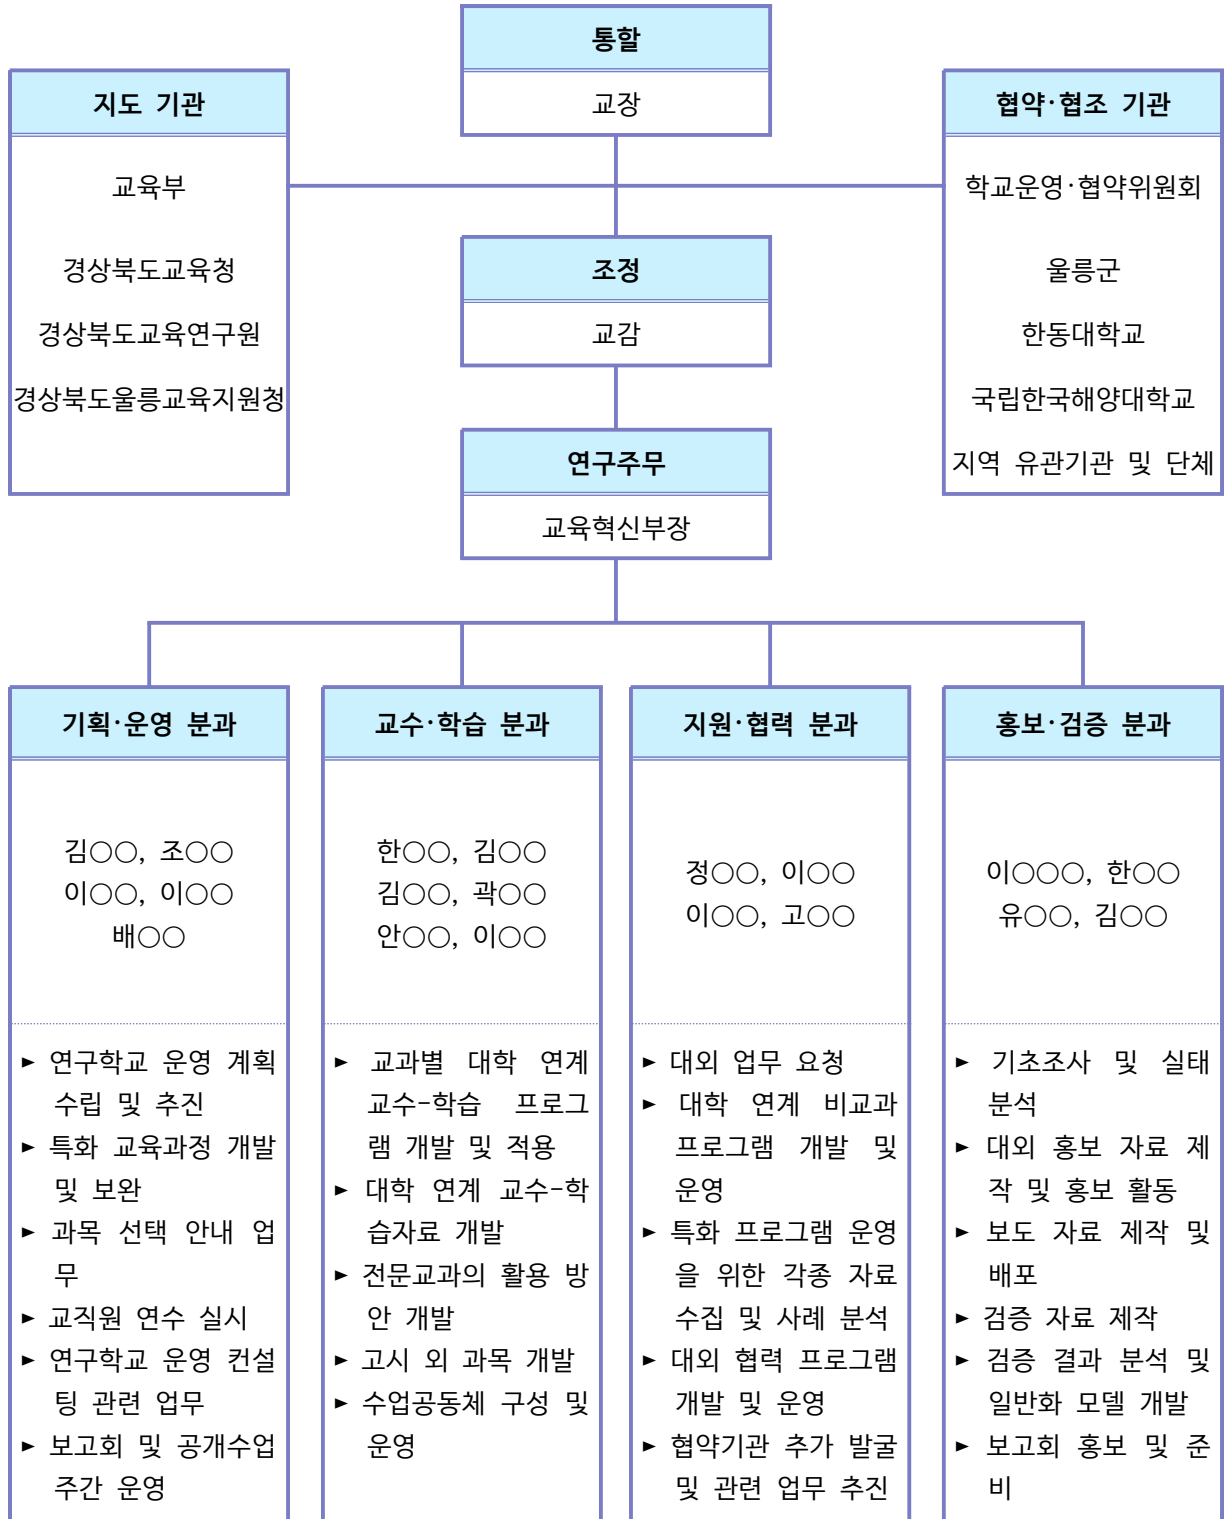 통할
교장
지도 기관
교육부
경상북도교육청
경상북도교육연구원
경상북도울릉교육지원청
협약·협조 기관
학교운영·협약위원회
울릉군
한동대학교
국립한국해양대학교
지역 유관기관 및 단체
조정
교감
연구주무
교육혁신부장
기획·운영 분과
김○○, 조○○
이○○, 이○○
배○○
► 연구학교 운영 계획
수립 및 추진
► 특화 교육과정 개발
및 보완
► 과목 선택 안내 업
무
► 교직원 연수 실시
► 연구학교 운영 컨설
팅 관련 업무
► 보고회 및 공개수업
주간 운영
교수·학습 분과
한○○, 김○○
김○○, 곽○○
안○○, 이○○
► 교과별 대학 연계
교수-학습 프로그
램 개발 및 적용
► 대학 연계 교수-학
습자료 개발
► 전문교과의 활용 방
안 개발
► 고시 외 과목 개발
► 수업공동체 구성 및
운영
지원·협력 분과
정○○, 이○○
이○○, 고○○
► 대외 업무 요청
► 대학 연계 비교과
프로그램 개발 및
운영
► 특화 프로그램 운영
을 위한 각종 자료
수집 및 사례 분석
► 대외 협력 프로그램
개발 및 운영
► 협약기관 추가 발굴
및 관련 업무 추진
홍보·검증 분과
이○○○, 한○○
유○○, 김○○
► 기초조사 및 실태
분석
► 대외 홍보 자료 제
작 및 홍보 활동
► 보도 자료 제작 및
배포
► 검증 자료 제작
► 검증 결과 분석 및
일반화 모델 개발
► 보고회 홍보 및 준
비